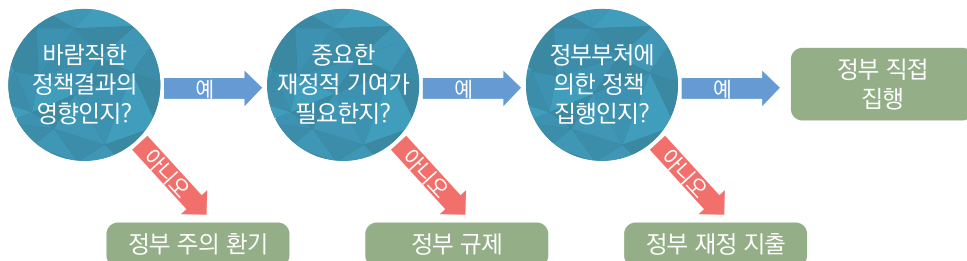 바람직한
정책결과의
영향인지?
예
중요한
재정적 기여가
필요한지?
예
정부부처에
의한 정책
집행인지?
예
정부 직접
집행
아니오
아니오
아니오
정부 주의 환기
정부 규제
정부 재정 지출